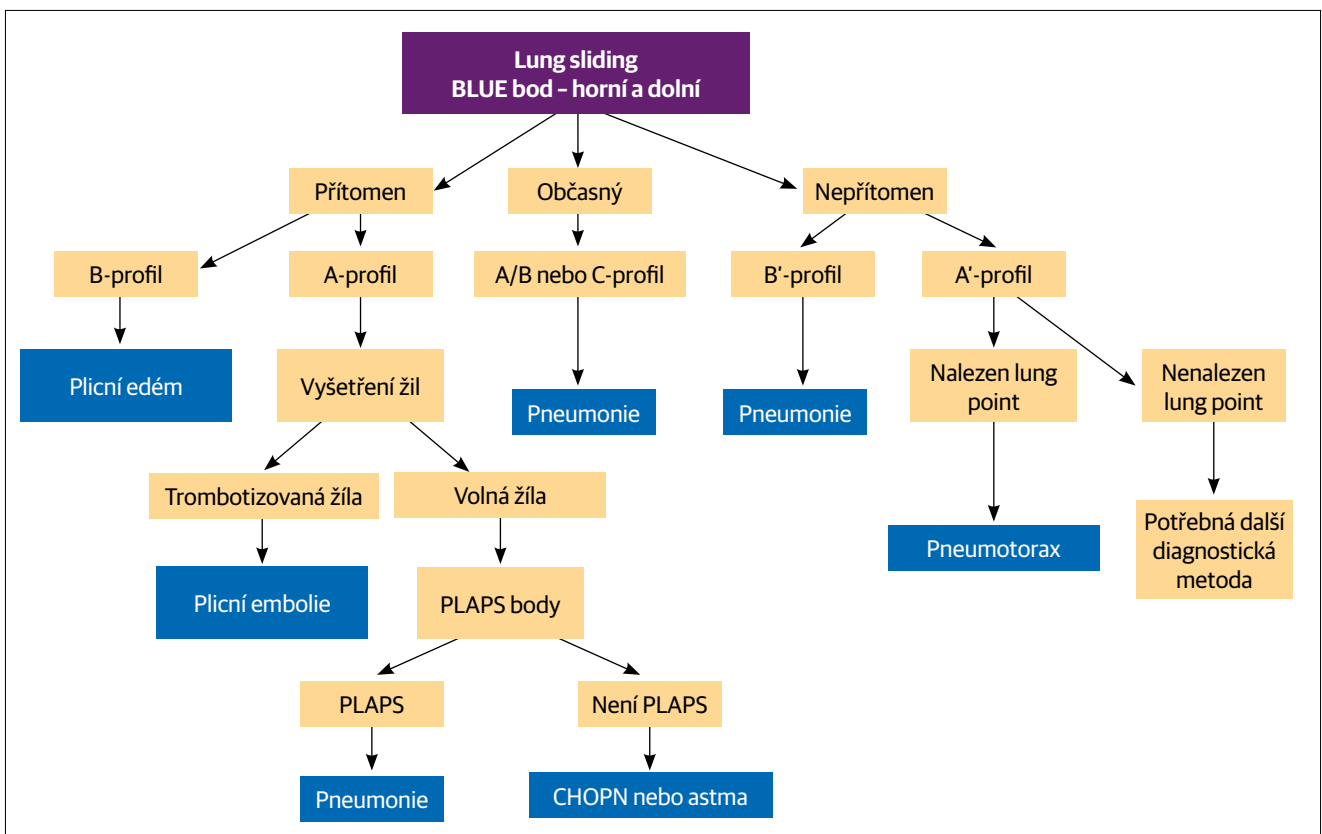 Lung sliding
BLUE bod – horní a dolní
Přítomen
Občasný
Nepřítomen
B-profil
A-profil
A/B nebo C-profil
B′-profil
A′-profil
Plicní edém
Vyšetření žil
Pneumonie
Pneumonie
Nalezen lung
point
Nenalezen
lung point
Trombotizovaná žíla
Volná žíla
Pneumotorax
Potřebná další
diagnostická
metoda
Plicní embolie
PLAPS body
PLAPS
Není PLAPS
Pneumonie
CHOPN nebo astma